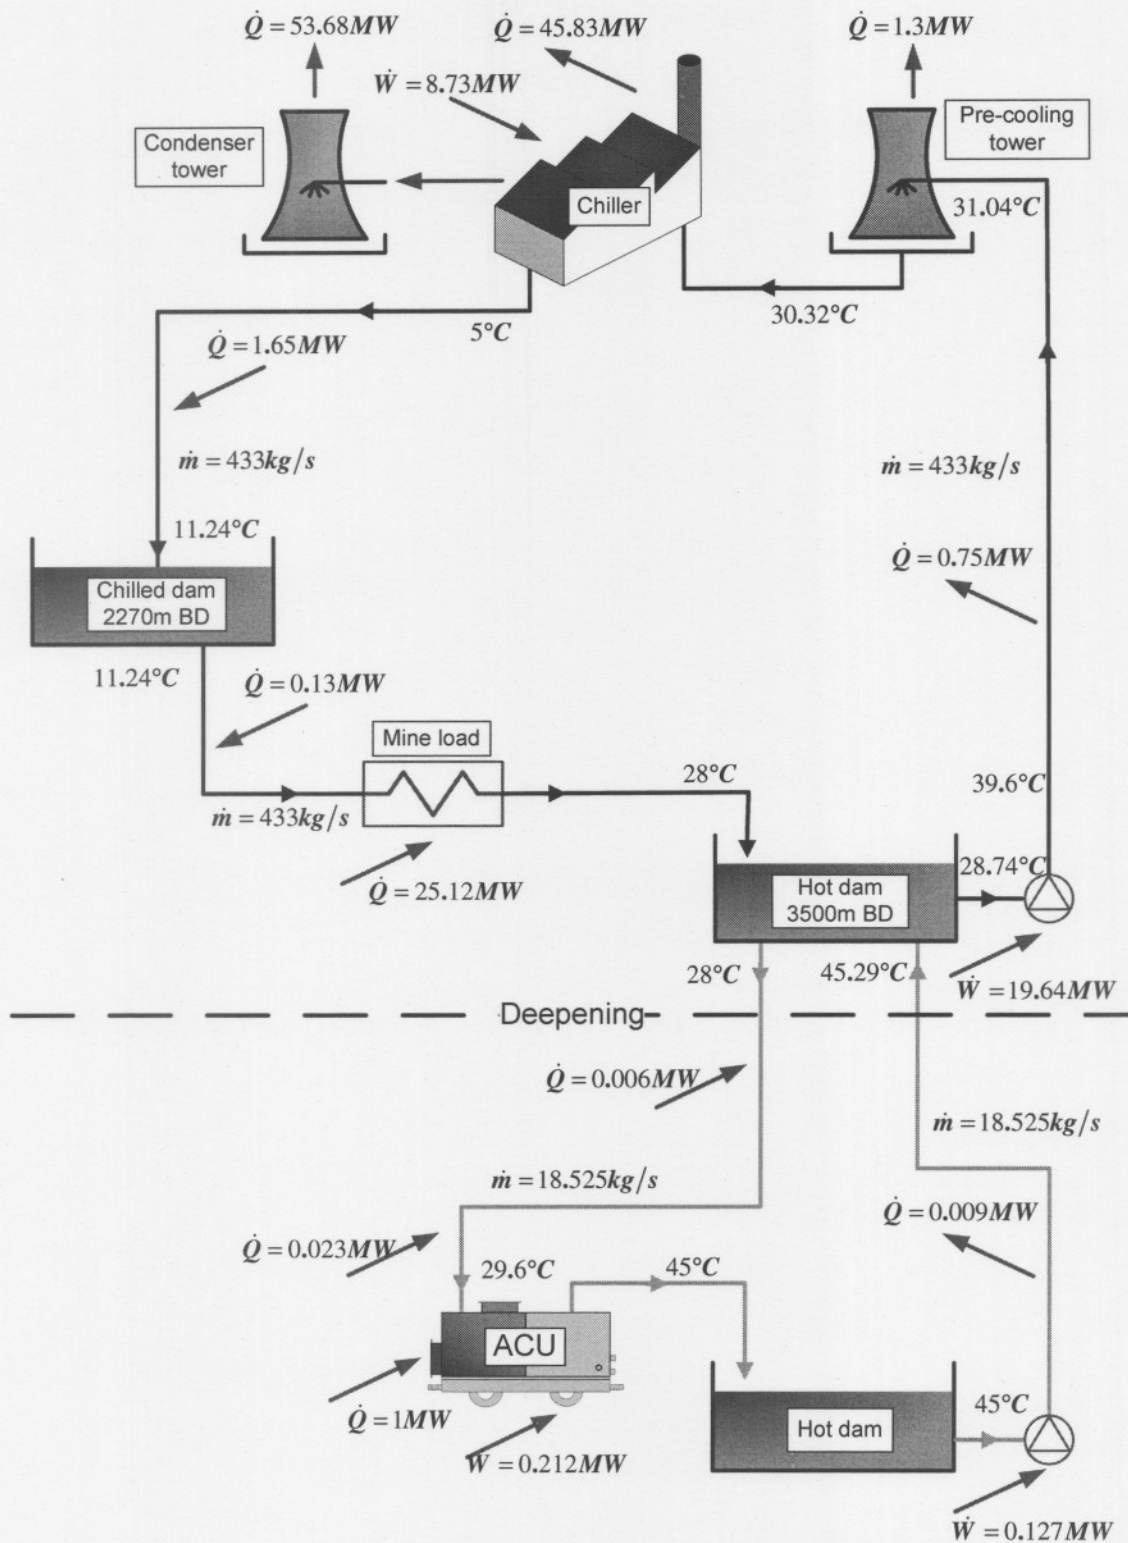 Q̇ = 53.68MW
Q̇ = 45.83MW
Q̇ = 1.3MW
Ẇ = 8.73MW
Condenser
tower
Pre-cooling
tower
Chiller
31.04°C
30.32°C
5°C
Q̇ = 1.65MW
ṁ = 433kg/s
ṁ = 433kg/s
11.24°C
Q̇ = 0.75MW
Chilled dam
2270m BD
11.24°C
Q̇ = 0.13MW
Mine load
28°C
39.6°C
ṁ = 433kg/s
28.74°C
Q̇ = 25.12MW
Hot dam
3500m BD
28°C
45.29°C
Ẇ = 19.64MW
Deepening
Q̇ = 0.006MW
ṁ = 18.525kg/s
ṁ = 18.525kg/s
Q̇ = 0.009MW
Q̇ = 0.023MW
29.6°C
45°C
ACU
Q̇ = 1MW
Ẇ = 0.212MW
Hot dam
45°C
Ẇ = 0.127MW